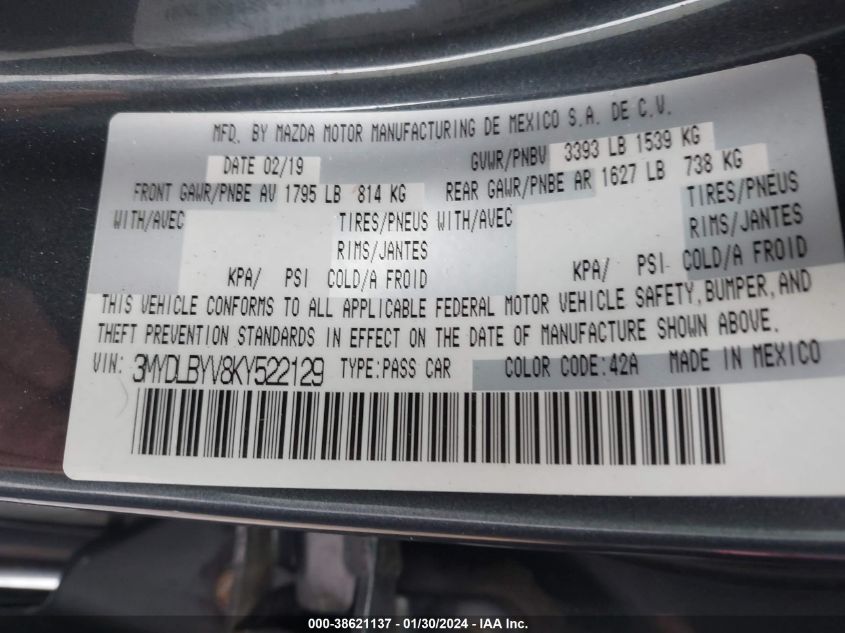 MFD. BY MAZDA MOTOR MANUFACTURING DE MEXICO S.A. DE C.V.
DATE 02/19 GVWR/PNBV 3393 LB 1539 KG
FRONT GAWR/PNBE AV 1795 LB 814 KG REAR GAWR/PNBE AR 1627 LB 738 KG
WITH/AVEC TIRES/PNEUS WITH/AVEC TIRES/PNEUS
RIMS/JANTES RIMS/JANTES
KPA/ PSI COLD/A FROID KPA/ PSI COLD/A FROID
THIS VEHICLE CONFORMS TO ALL APPLICABLE FEDERAL MOTOR VEHICLE SAFETY, BUMPER, AND
THEFT PREVENTION STANDARDS IN EFFECT ON THE DATE OF MANUFACTURE SHOWN ABOVE.
VIN: 3MYDLBYV8KY522129 TYPE:PASS CAR COLOR CODE:42A MADE IN MEXICO
000-38621137 - 01/30/2024 - IAA Inc.